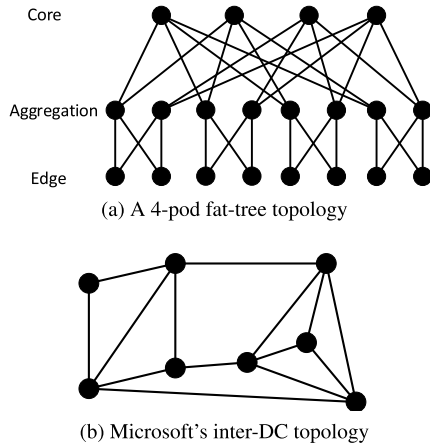 Core
Aggregation
Edge
(a) A 4-pod fat-tree topology
(b) Microsoft's inter-DC topology